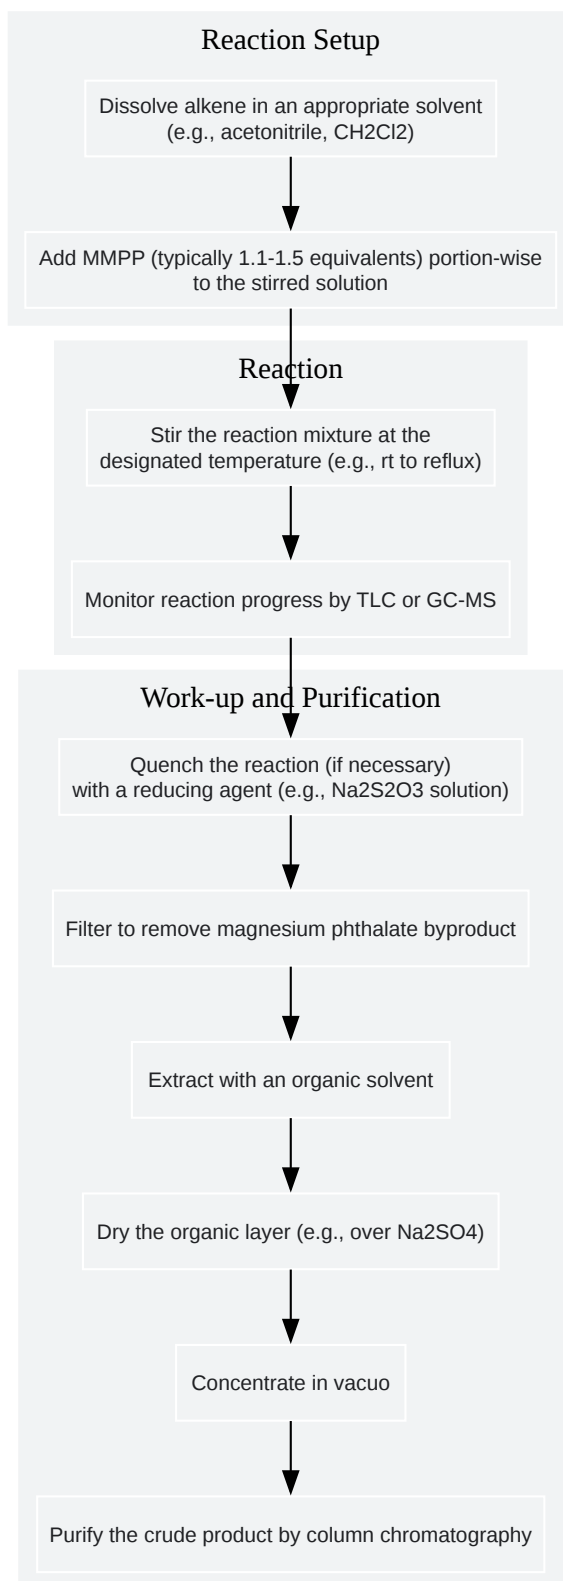 Reaction Setup
Dissolve alkene in an appropriate solvent
(e.g., acetonitrile, CH2Cl2)
Add MMPP (typically 1.1-1.5 equivalents) portion-wise
to the stirred solution
Reaction
Stir the reaction mixture at the
designated temperature (e.g., rt to reflux)
Monitor reaction progress by TLC or GC-MS
Work-up and Purification
Quench the reaction (if necessary)
with a reducing agent (e.g., Na2S2O3 solution)
Filter to remove magnesium phthalate byproduct
Extract with an organic solvent
Dry the organic layer (e.g., over Na2SO4)
Concentrate in vacuo
Purify the crude product by column chromatography